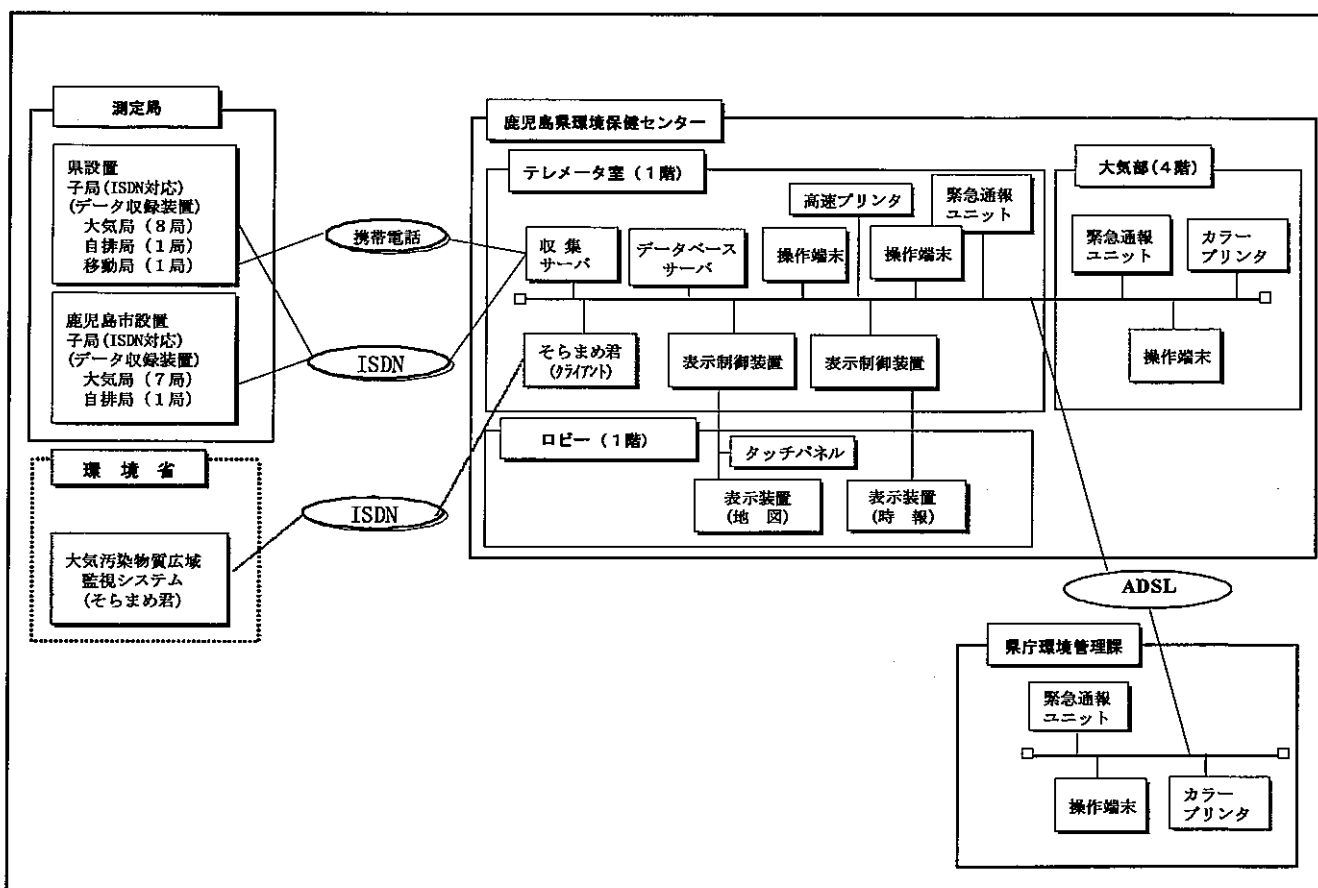 測定局
県設置
子局(ISDN対応)
(データ収録装置)
大気局(8局)
自排局(1局)
移動局(1局)
鹿児島市設置
子局(ISDN対応)
(データ収録装置)
大気局(7局)
自排局(1局)
環境省
大気汚染物質広域
監視システム
(そらまめ君)
携帯電話
ISDN
ISDN
鹿児島県環境保健センター
テレメータ室(1階)
収集
サーバ
データベース
サーバ
操作端末
高速プリンタ
操作端末
緊急通報
ユニット
そらまめ君
(クライアント)
表示制御装置
表示制御装置
大気部(4階)
緊急通報
ユニット
カラー
プリンタ
操作端末
ロビー(1階)
タッチパネル
表示装置
(地 図)
表示装置
(時 報)
ADSL
県庁環境管理課
緊急通報
ユニット
操作端末
カラー
プリンタ